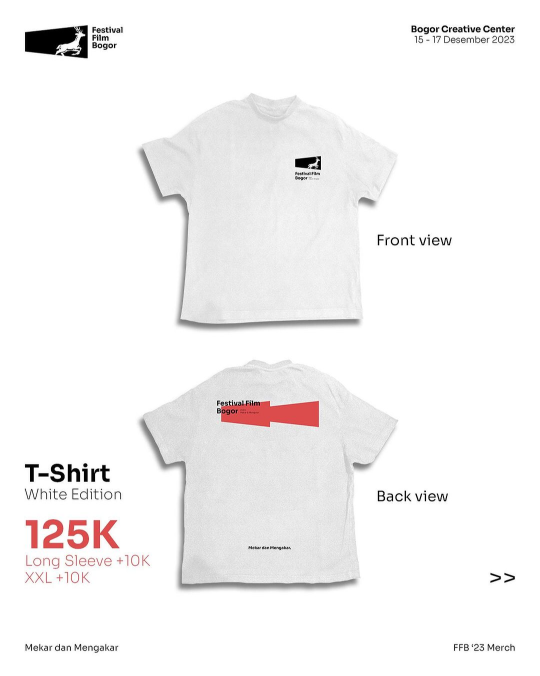 Festival
Film
Bogor
Bogor Creative Center
15 - 17 Desember 2023
Festival Film
Bogor
Front view
Festival Film
Bogor
T-Shirt
White Edition
Back view
125K
Mekar dan Mengakar.
Long Sleeve +10K
XXL +10K
>>
Mekar dan Mengakar
FFB ‘23 Merch